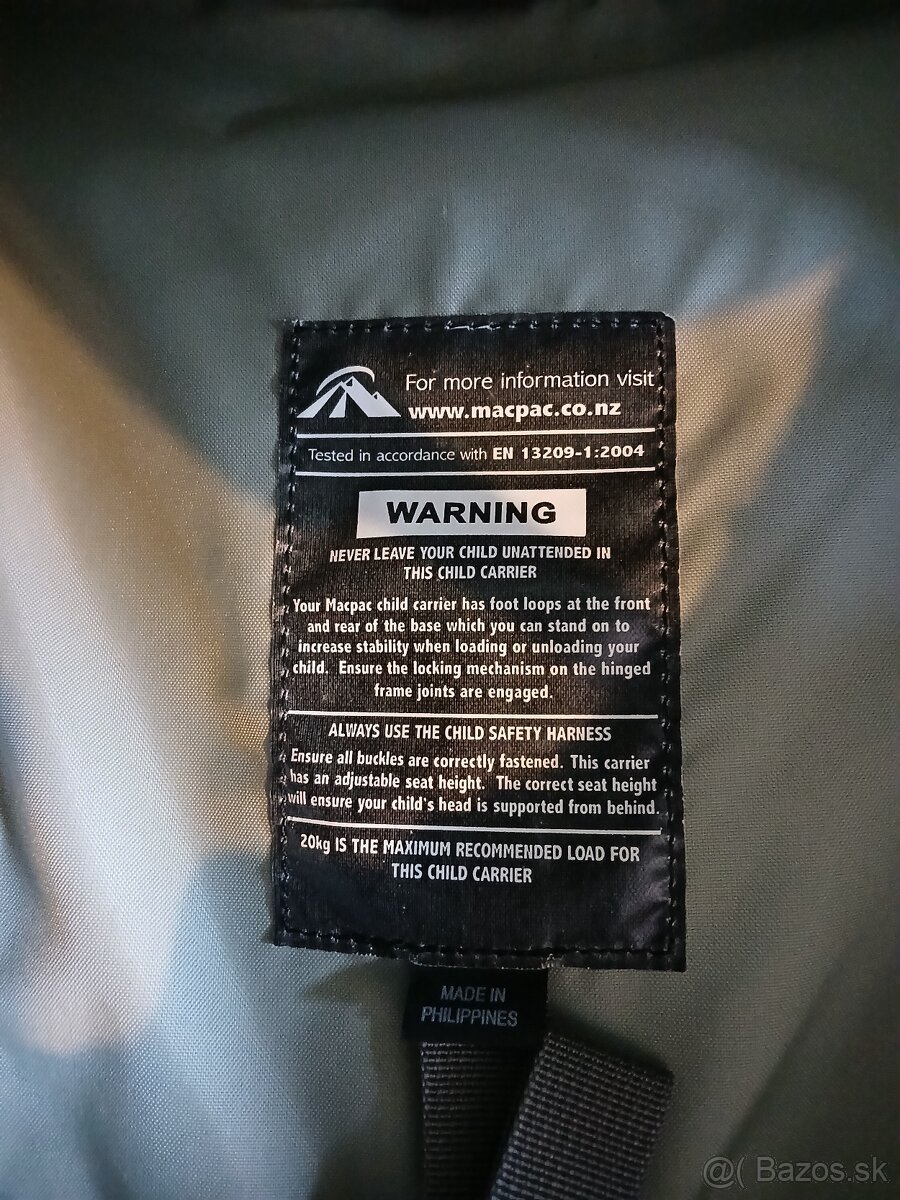 For more information visit
www.macpac.co.nz
Tested in accordance with EN 13209-1:2004
WARNING
NEVER LEAVE YOUR CHILD UNATTENDED IN
THIS CHILD CARRIER
Your Macpac child carrier has foot loops at the front
and rear of the base which you can stand on to
increase stability when loading or unloading your
child. Ensure the locking mechanism on the hinged
frame joints are engaged.
ALWAYS USE THE CHILD SAFETY HARNESS
Ensure all buckles are correctly fastened. This carrier
has an adjustable seat height. The correct seat height
will ensure your child's head is supported from behind.
20kg IS THE MAXIMUM RECOMMENDED LOAD FOR
THIS CHILD CARRIER
MADE IN
PHILIPPINES
@( Bazos.sk